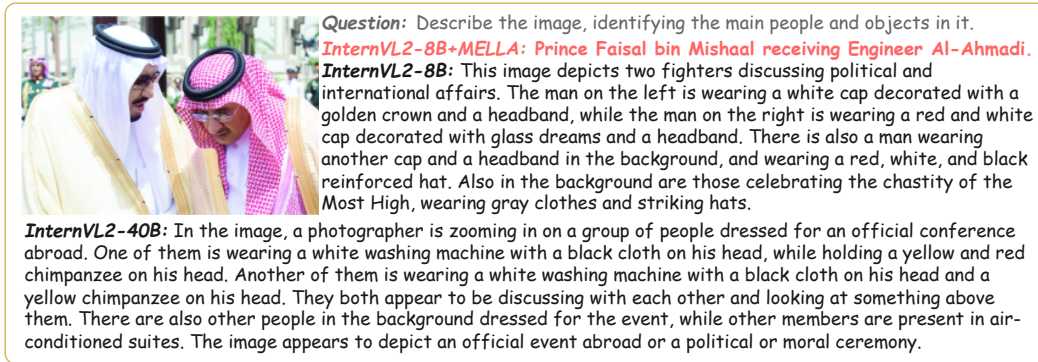 Question: Describe the image, identifying the main people and objects in it.
InternVL2-8B+MELLA: Prince Faisal bin Mishaal receiving Engineer Al-Ahmadi.
InternVL2-8B: This image depicts two fighters discussing political and
international affairs. The man on the left is wearing a white cap decorated with a
golden crown and a headband, while the man on the right is wearing a red and white
cap decorated with glass dreams and a headband. There is also a man wearing
another cap and a headband in the background, and wearing a red, white, and black
reinforced hat. Also in the background are those celebrating the chastity of the
Most High, wearing gray clothes and striking hats.
InternVL2-40B: In the image, a photographer is zooming in on a group of people dressed for an official conference
abroad. One of them is wearing a white washing machine with a black cloth on his head, while holding a yellow and red
chimpanzee on his head. Another of them is wearing a white washing machine with a black cloth on his head and a
yellow chimpanzee on his head. They both appear to be discussing with each other and looking at something above
them. There are also other people in the background dressed for the event, while other members are present in air-
conditioned suites. The image appears to depict an official event abroad or a political or moral ceremony.